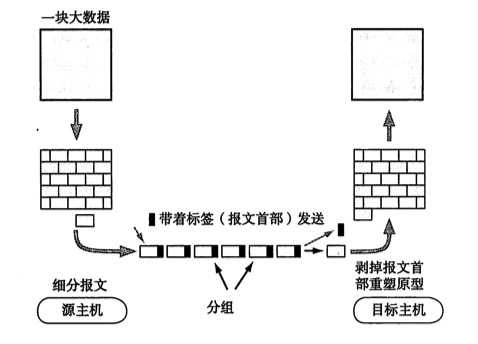 一块大数据
带着标签（报文首部）发送
细分报文
源主机
分组
剥掉报文首
部重塑原型
目标主机